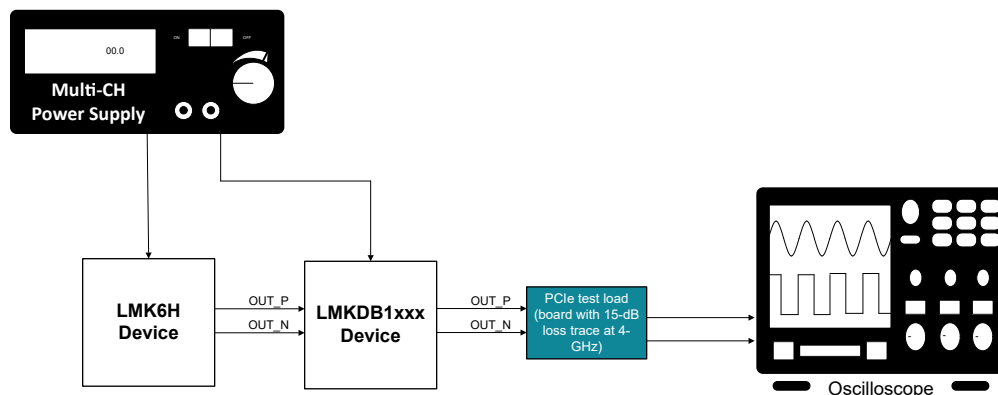 ON
OFF
00.0
Multi-CH
Power Supply
LMK6H
Device
OUT_P
OUT_N
LMKDB1xxx
Device
OUT_P
OUT_N
PCIe test load
(board with 15-dB
loss trace at 4-
GHz)
Oscilloscope